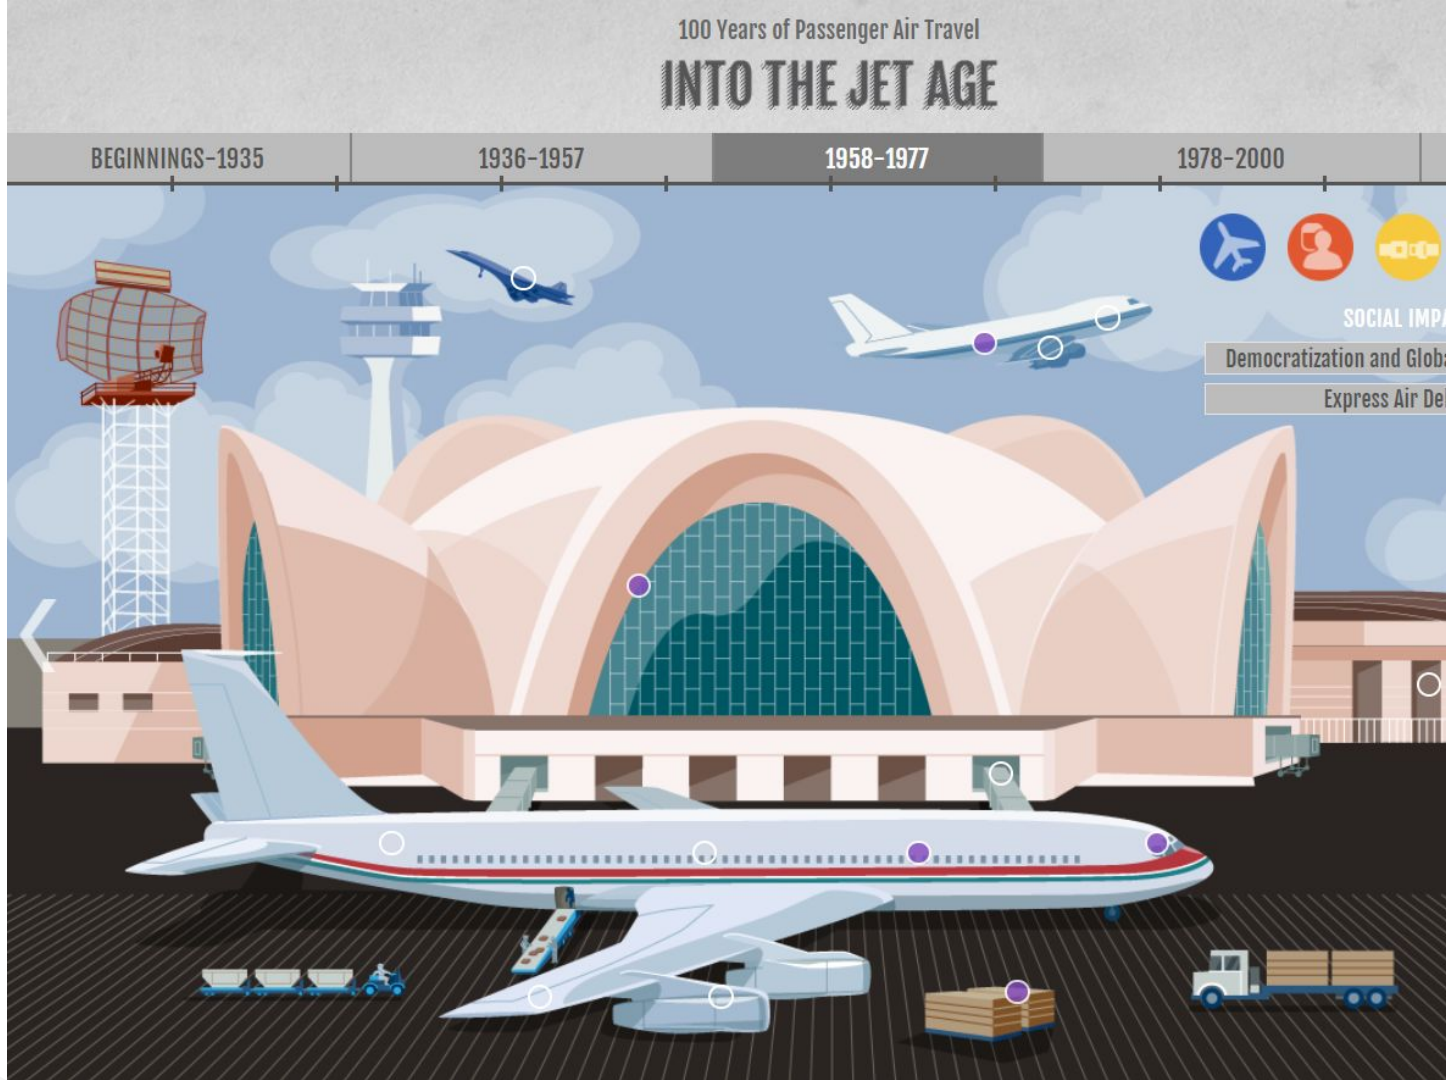 100 Years of Passenger Air Travel
INTO THE JET AGE
BEGINNINGS-1935
1936-1957
1958-1977
1978-2000
SOCIAL IMPA
Democratization and Globa
Express Air Del